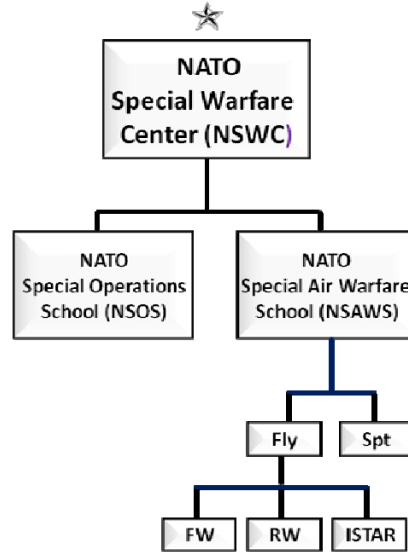 NATO
Special Warfare
Center (NSWC)
NATO
Special Operations
School (NSOS)
NATO
Special Air Warfare
School (NSAWS)
Fly
Spt
FW
RW
ISTAR